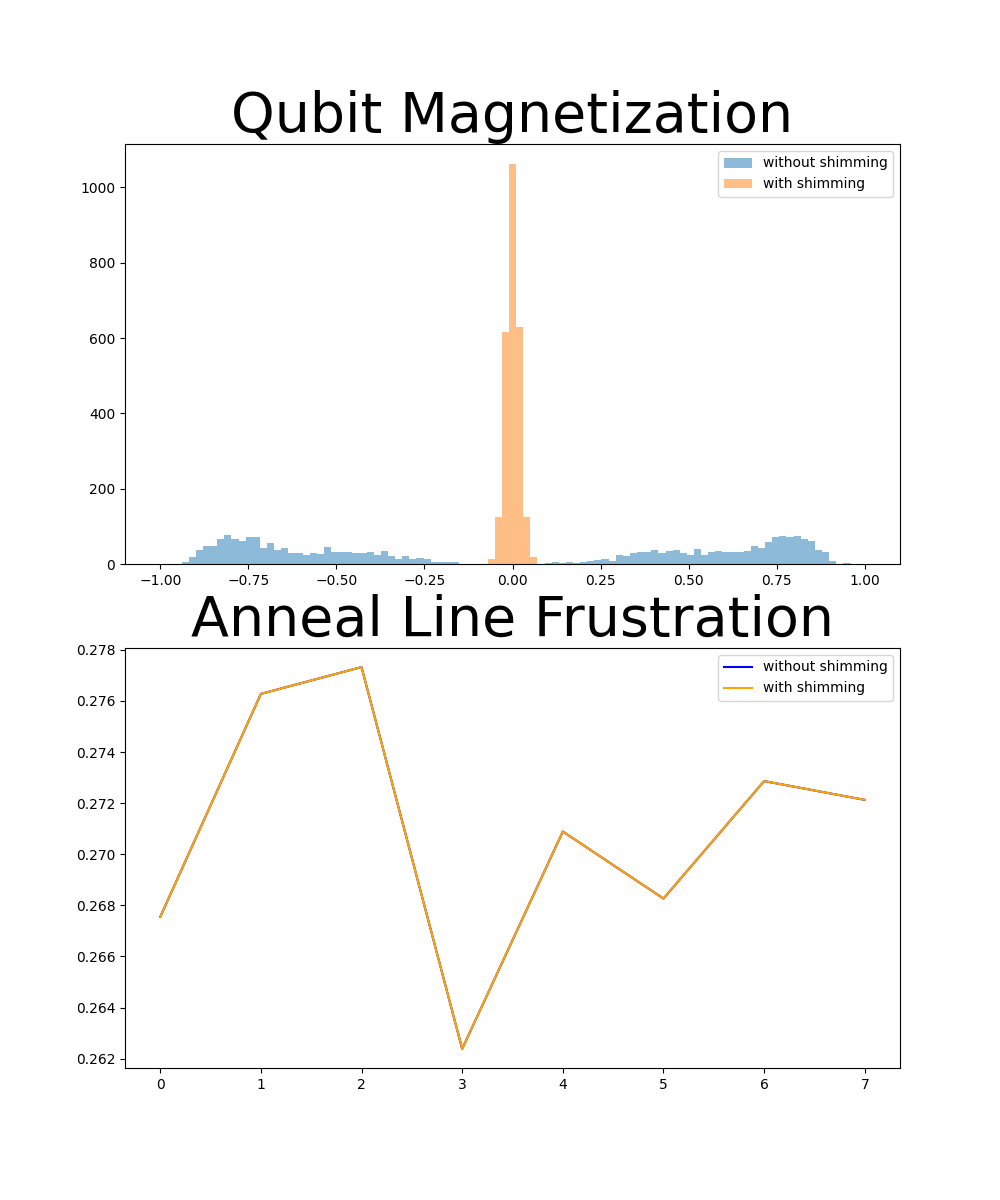 Qubit Magnetization
without shimming
with shimming
1000
800
600
400
200
0
−1.00 −0.75 −0.50 −0.25 0.00 0.25 0.50 0.75 1.00
Anneal Line Frustration
without shimming
with shimming
0.278
0.276
0.274
0.272
0.270
0.268
0.266
0.264
0.262
0 1 2 3 4 5 6 7